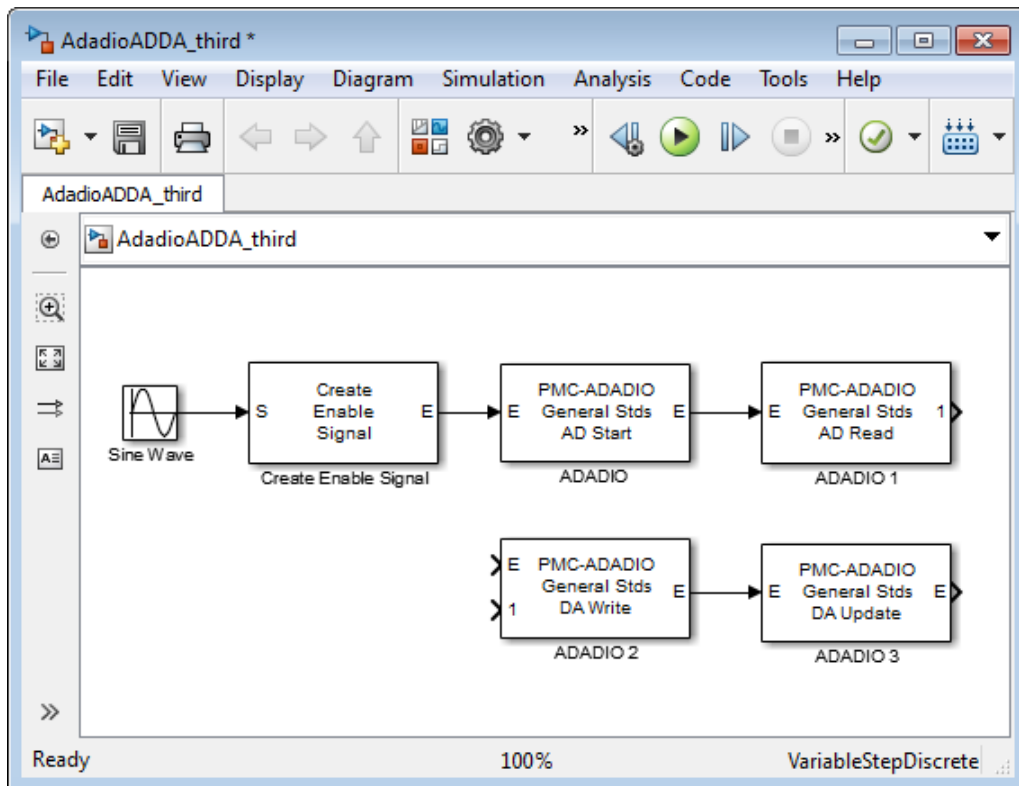 AdadioADDA_third *
File Edit View Display Diagram Simulation Analysis Code Tools Help
» »
AdadioADDA_third
AdadioADDA_third
S Create Enable Signal E
E PMC-ADADIO General Stds AD Start E
E PMC-ADADIO General Stds AD Read 1
Sine Wave
Create Enable Signal
ADADIO
ADADIO 1
E PMC-ADADIO
General Stds E
1 DA Write
PMC-ADADIO
E General Stds E
DA Update
ADADIO 2
ADADIO 3
»
Ready 100% VariableStepDiscrete